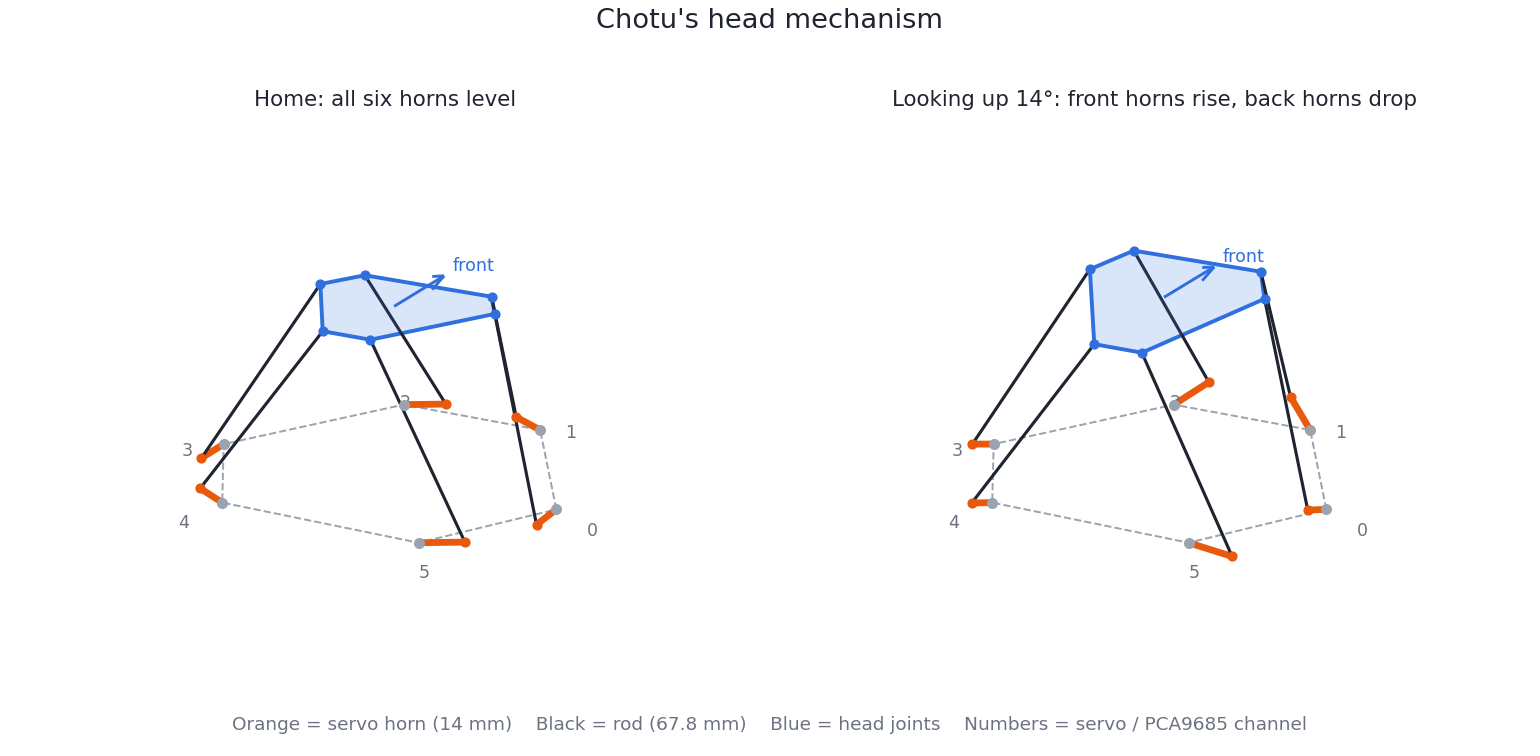 Chotu's head mechanism
Home: all six horns level
Looking up 14°: front horns rise, back horns drop
front
front
2
2
3
1
3
1
4
0
4
0
5
5
Orange = servo horn (14 mm)    Black = rod (67.8 mm)    Blue = head joints    Numbers = servo / PCA9685 channel